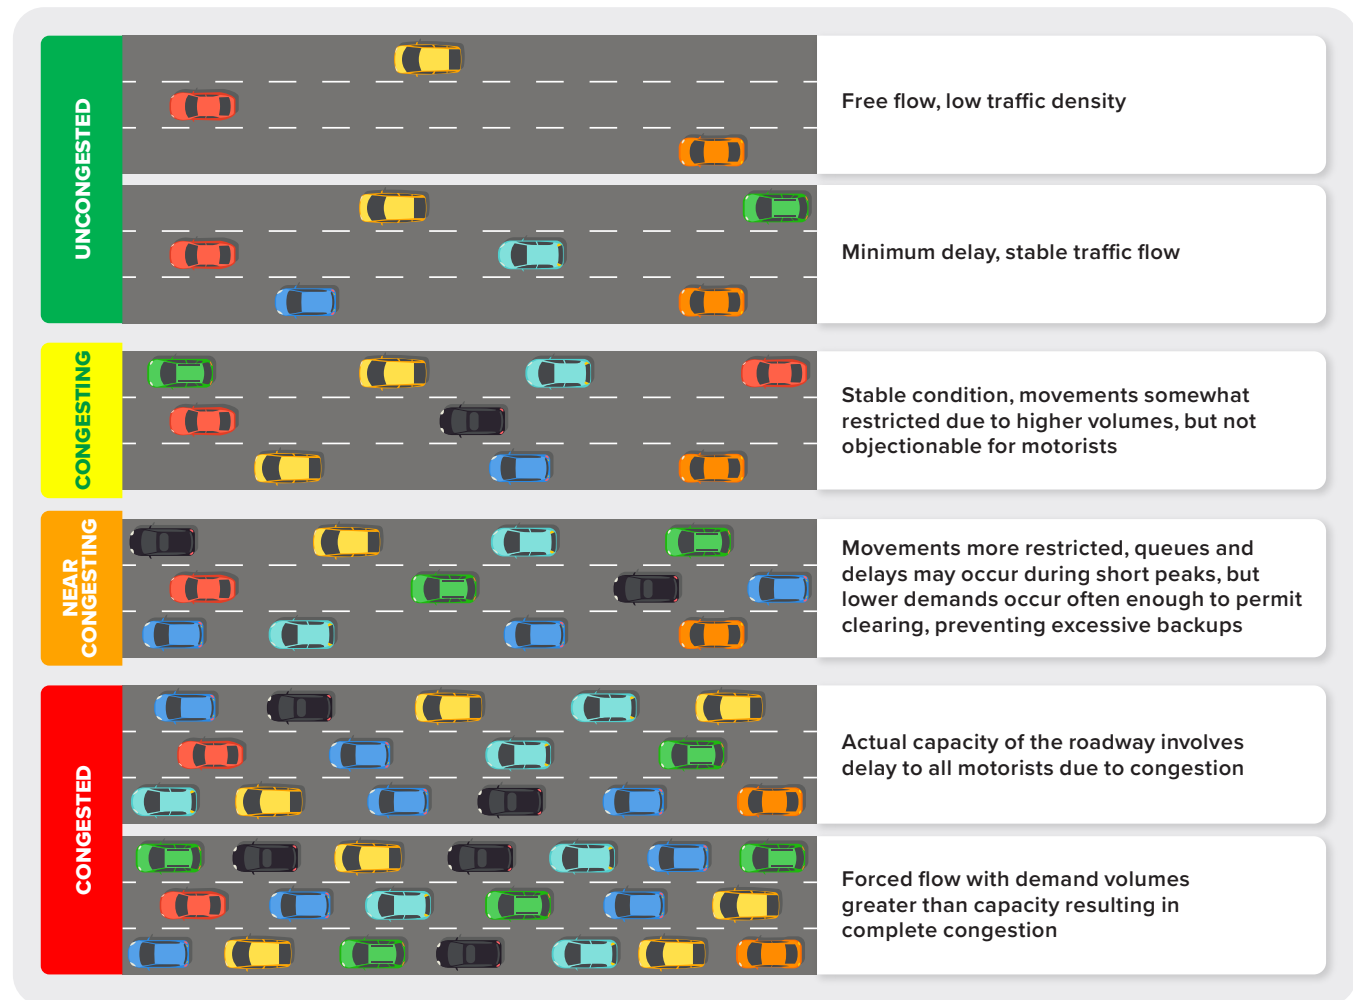 UNCONGESTED
Free flow, low traffic density
Minimum delay, stable traffic flow
CONGESTING
Stable condition, movements somewhat
restricted due to higher volumes, but not
objectionable for motorists
NEAR
CONGESTING
Movements more restricted, queues and
delays may occur during short peaks, but
lower demands occur often enough to permit
clearing, preventing excessive backups
CONGESTED
Actual capacity of the roadway involves
delay to all motorists due to congestion
Forced flow with demand volumes
greater than capacity resulting in
complete congestion